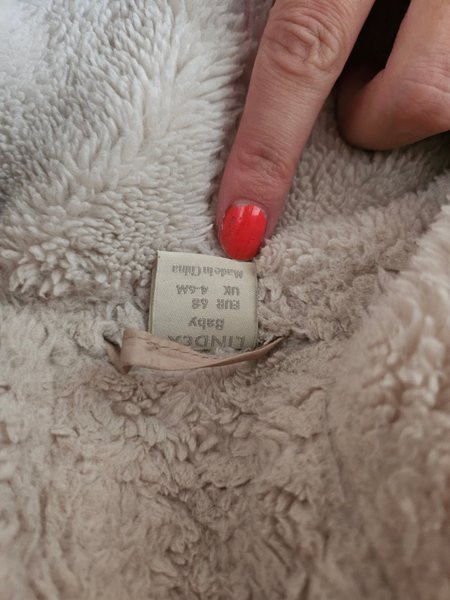 LINDEX
Baby
EUR 68
UK 4-6M
Made in China